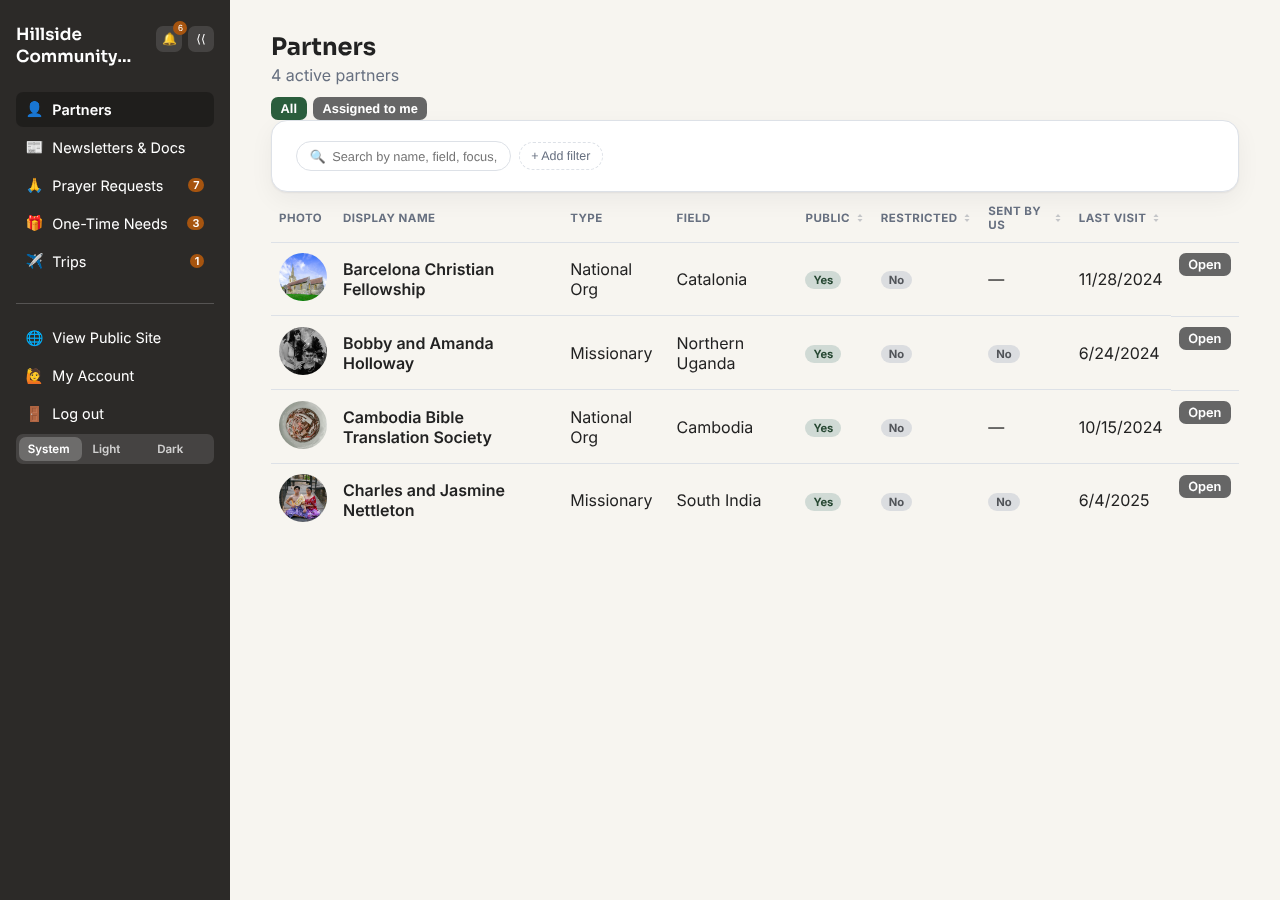 Hillside
Community...
6
⟨⟨
Partners
Newsletters & Docs
Prayer Requests 7
One-Time Needs 3
Trips 1
View Public Site
My Account
Log out
System Light Dark
Partners
4 active partners
All Assigned to me
Search by name, field, focus, + Add filter
PHOTO DISPLAY NAME TYPE FIELD PUBLIC RESTRICTED SENT BY US LAST VISIT
Barcelona Christian Fellowship National Org Catalonia Yes No — 11/28/2024 Open
Bobby and Amanda Holloway Missionary Northern Uganda Yes No No 6/24/2024 Open
Cambodia Bible Translation Society National Org Cambodia Yes No — 10/15/2024 Open
Charles and Jasmine Nettleton Missionary South India Yes No No 6/4/2025 Open